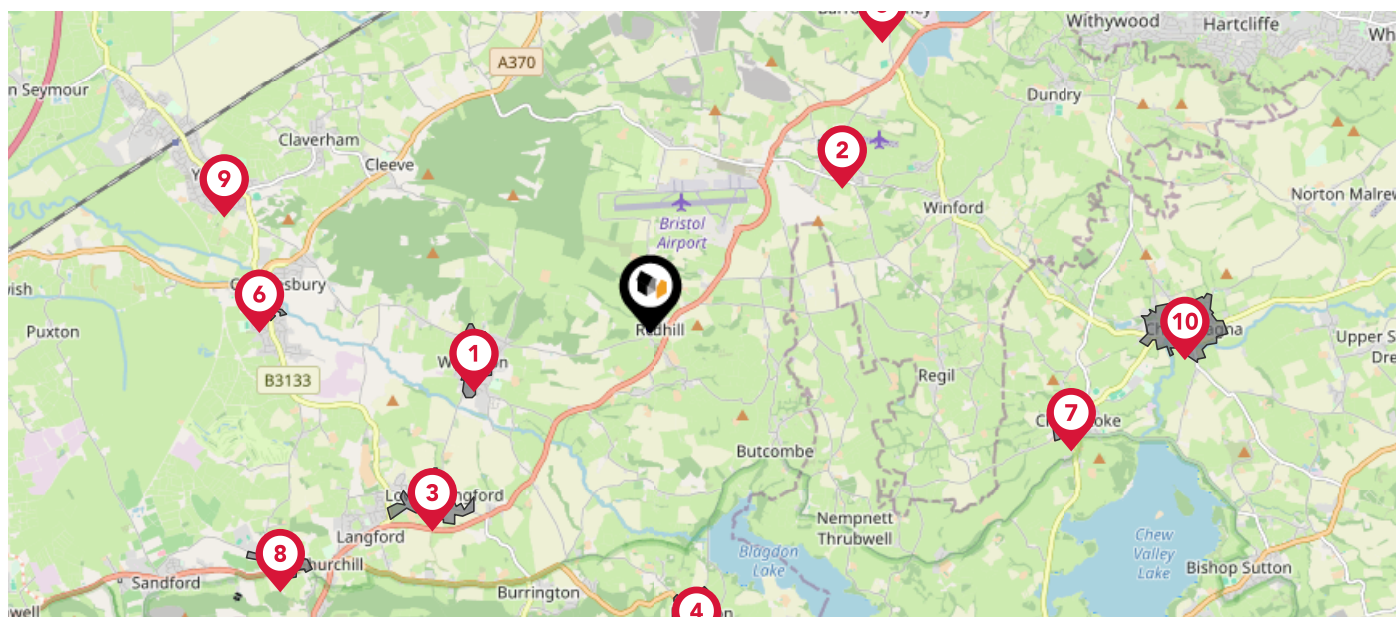 Withywood
Hartcliffe
A370
n Seymour
Dundry
Claverham
Cleeve
2
9
Norton Malrew
Winford
Bristol
Airport
6
Puxton
10
Redhill
1
Upper S
Dre
B3133
Regil
7
Butcombe
3
Langford
Nempnett
Thrubwell
Blagdon
Lake
Chew
Valley
Lake
8
Churchill
Sandford
Bishop Sutton
Burrington
4